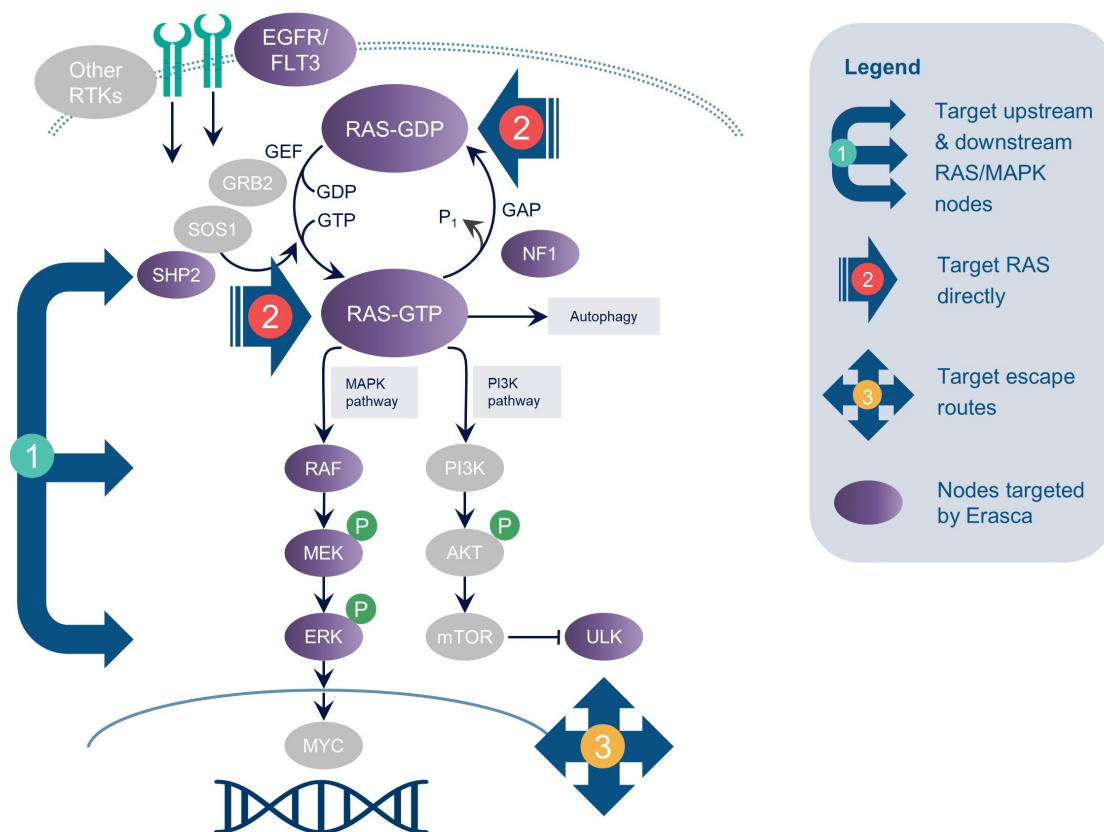 EGFR/
FLT3
Other
RTKs
RAS-GDP
2
GEF
GDP
GTP
GRB2
SOS1
SHP2
P1
GAP
NF1
2
RAS-GTP
Autophagy
MAPK
pathway
PI3K
pathway
1
RAF
PI3K
P
MEK
P
AKT
P
ERK
mTOR
ULK
MYC
3
Legend
1
Target upstream
& downstream
RAS/MAPK
nodes
2
Target RAS
directly
3
Target escape
routes
Nodes targeted
by Erasca